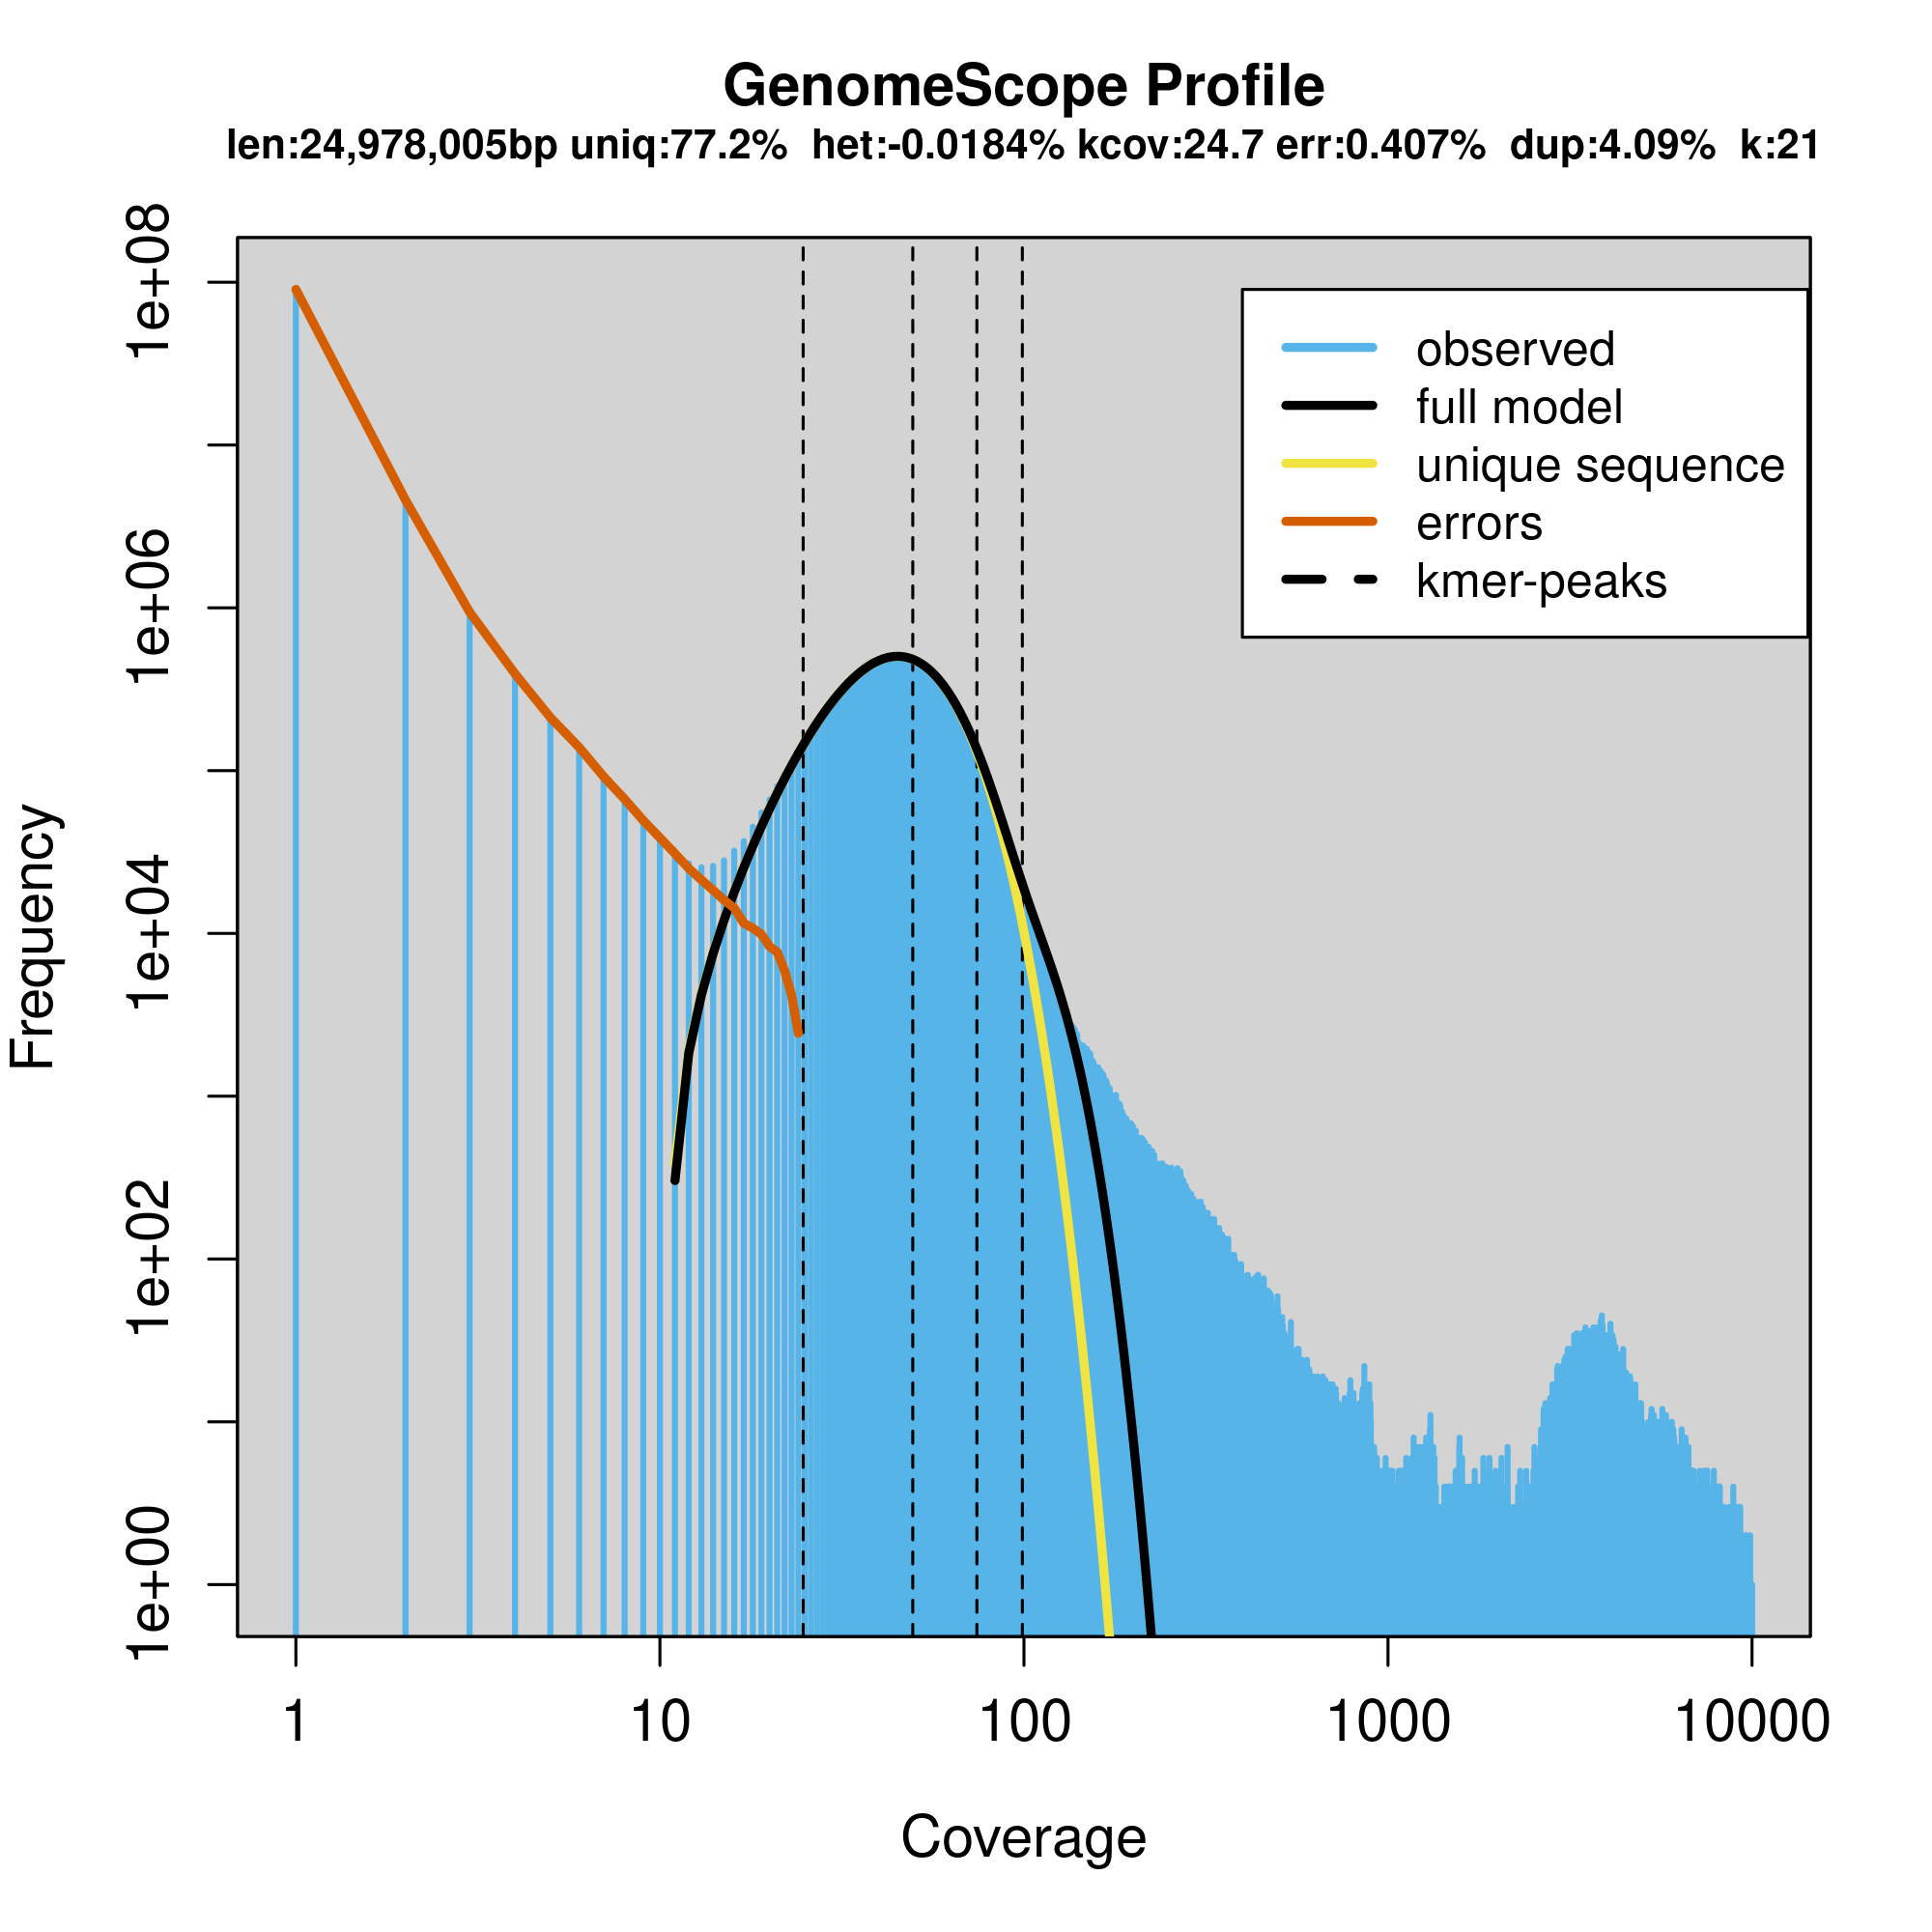 GenomeScope Profile
len:24,978,005bp uniq:77.2% het:-0.0184% kcov:24.7 err:0.407% dup:4.09% k:21
1e+08
1e+06
1e+04
1e+02
1e+00
Frequency
observed
full model
unique sequence
errors
kmer-peaks
1 10 100 1000 10000
Coverage